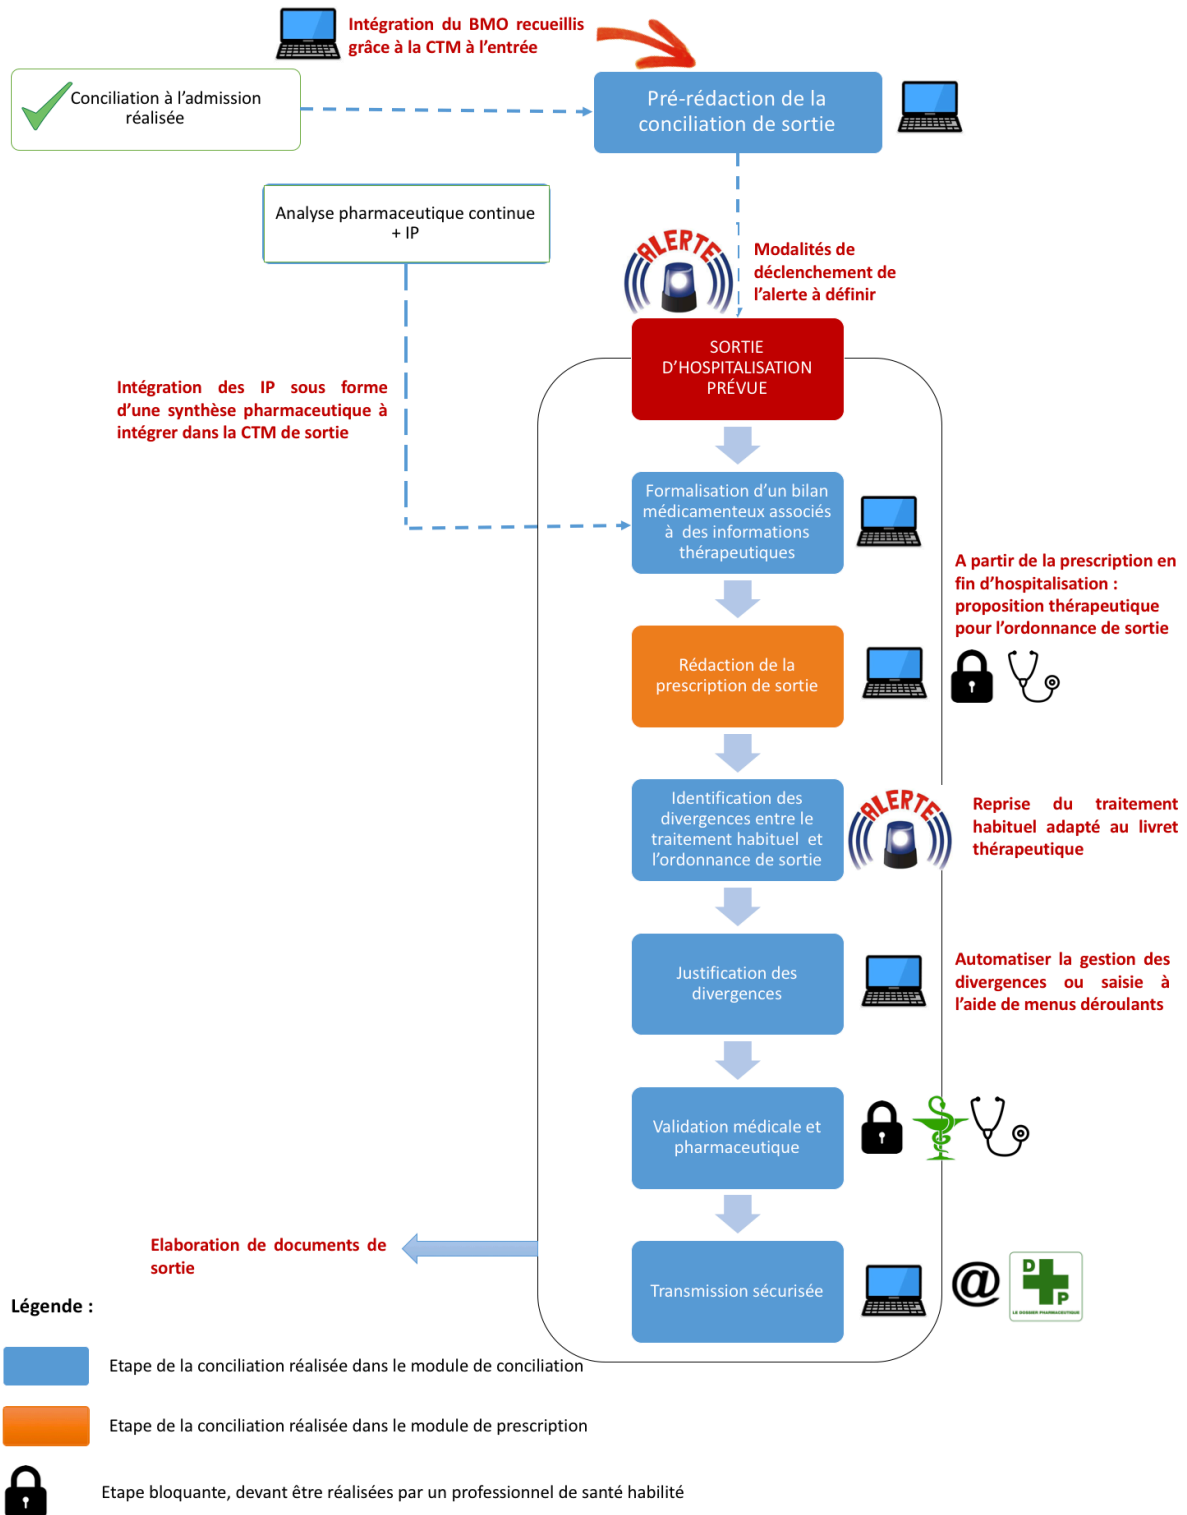 Intégration du BMO recueillis
grâce à la CTM à l'entrée
Conciliation à l'admission
réalisée
Pré-rédaction de la
conciliation de sortie
Analyse pharmaceutique continue
+ IP
ALERTE
Modalités de
déclenchement de
l'alerte à définir
SORTIE
D'HOSPITALISATION
PRÉVUE
Intégration des IP sous forme
d'une synthèse pharmaceutique à
intégrer dans la CTM de sortie
Formalisation d'un bilan
médicamenteux associés
à des informations
thérapeutiques
A partir de la prescription en
fin d'hospitalisation :
proposition thérapeutique
pour l'ordonnance de sortie
Rédaction de la
prescription de sortie
Identification des
divergences entre le
traitement habituel et
l'ordonnance de sortie
ALERTE
Reprise du traitement
habituel adapté au livret
thérapeutique
Justification des
divergences
Automatiser la gestion des
divergences ou saisie à
l'aide de menus déroulants
Validation médicale et
pharmaceutique
Elaboration de documents de
sortie
Transmission sécurisée
@
D
P
LE DOSSIER PHARMACEUTIQUE
Légende :
Etape de la conciliation réalisée dans le module de conciliation
Etape de la conciliation réalisée dans le module de prescription
Etape bloquante, devant être réalisées par un professionnel de santé habilité